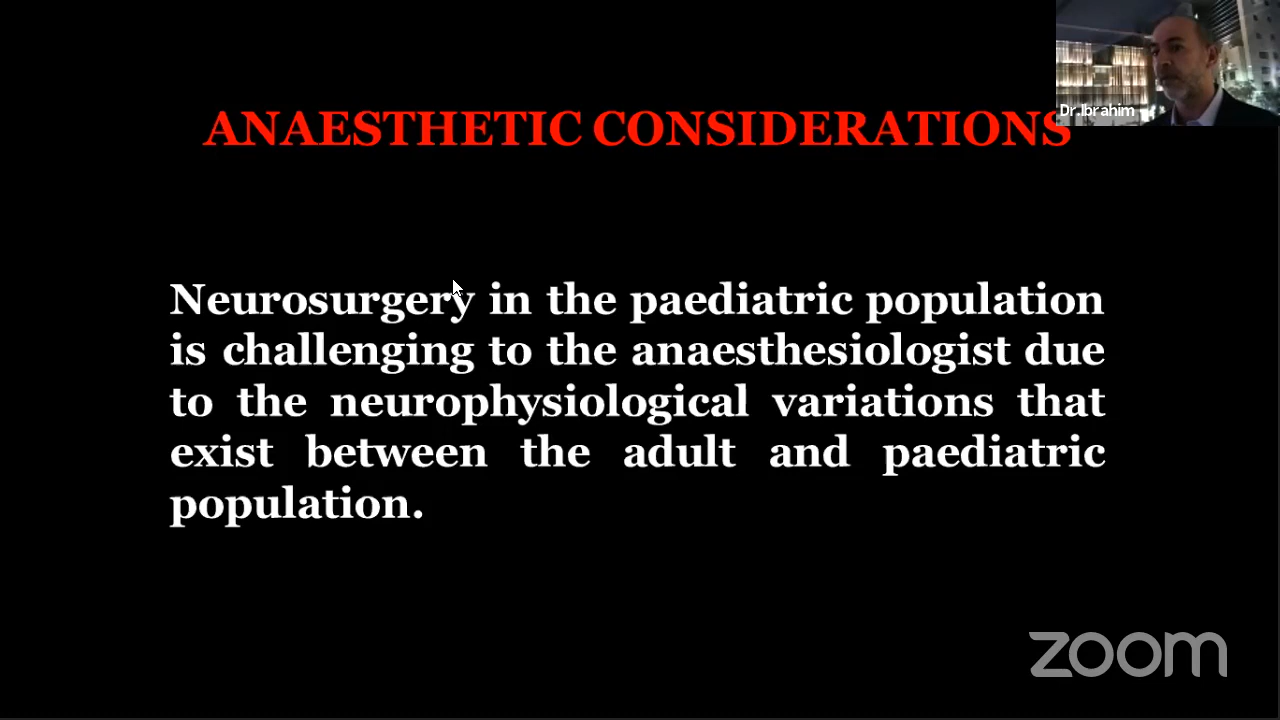 Dr.Ibrahim
ANAESTHETIC CONSIDERATIONS
Neurosurgery in the paediatric population
is challenging to the anaesthesiologist due
to the neurophysiological variations that
exist between the adult and paediatric
population.
zoom